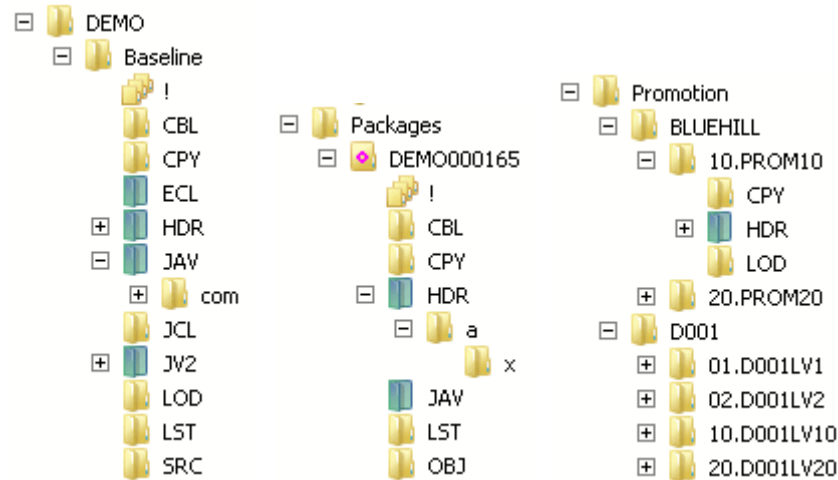 DEMO
Baseline
!
CBL
CPY
ECL
HDR
JAV
com
JCL
JV2
LOD
LST
SRC
Packages
DEMO000165
!
CBL
CPY
HDR
a
x
JAV
LST
OBJ
Promotion
BLUEHILL
10.PROM10
CPY
HDR
LOD
20.PROM20
D001
01.D001LV1
02.D001LV2
10.D001LV10
20.D001LV20